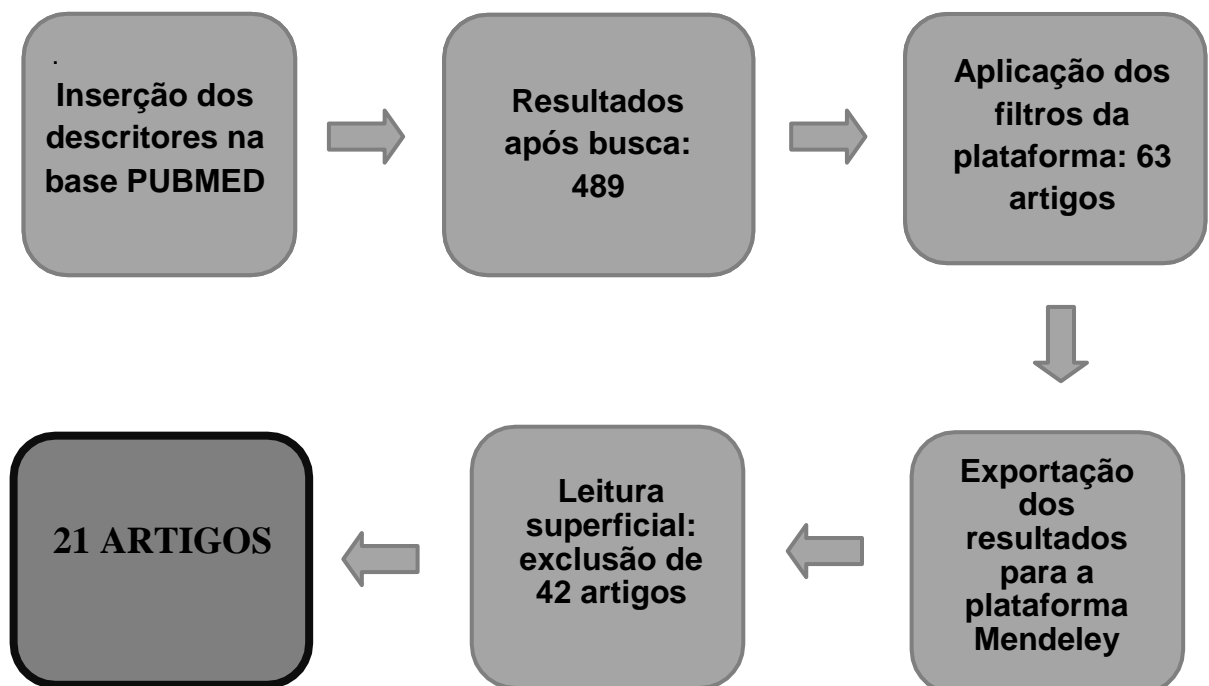 .
Inserção dos
descritores na
base PUBMED
Resultados
após busca:
489
Aplicação dos
filtros da
plataforma: 63
artigos
Exportação
dos
resultados
para a
plataforma
Mendeley
Leitura
superficial:
exclusão de
42 artigos
21 ARTIGOS